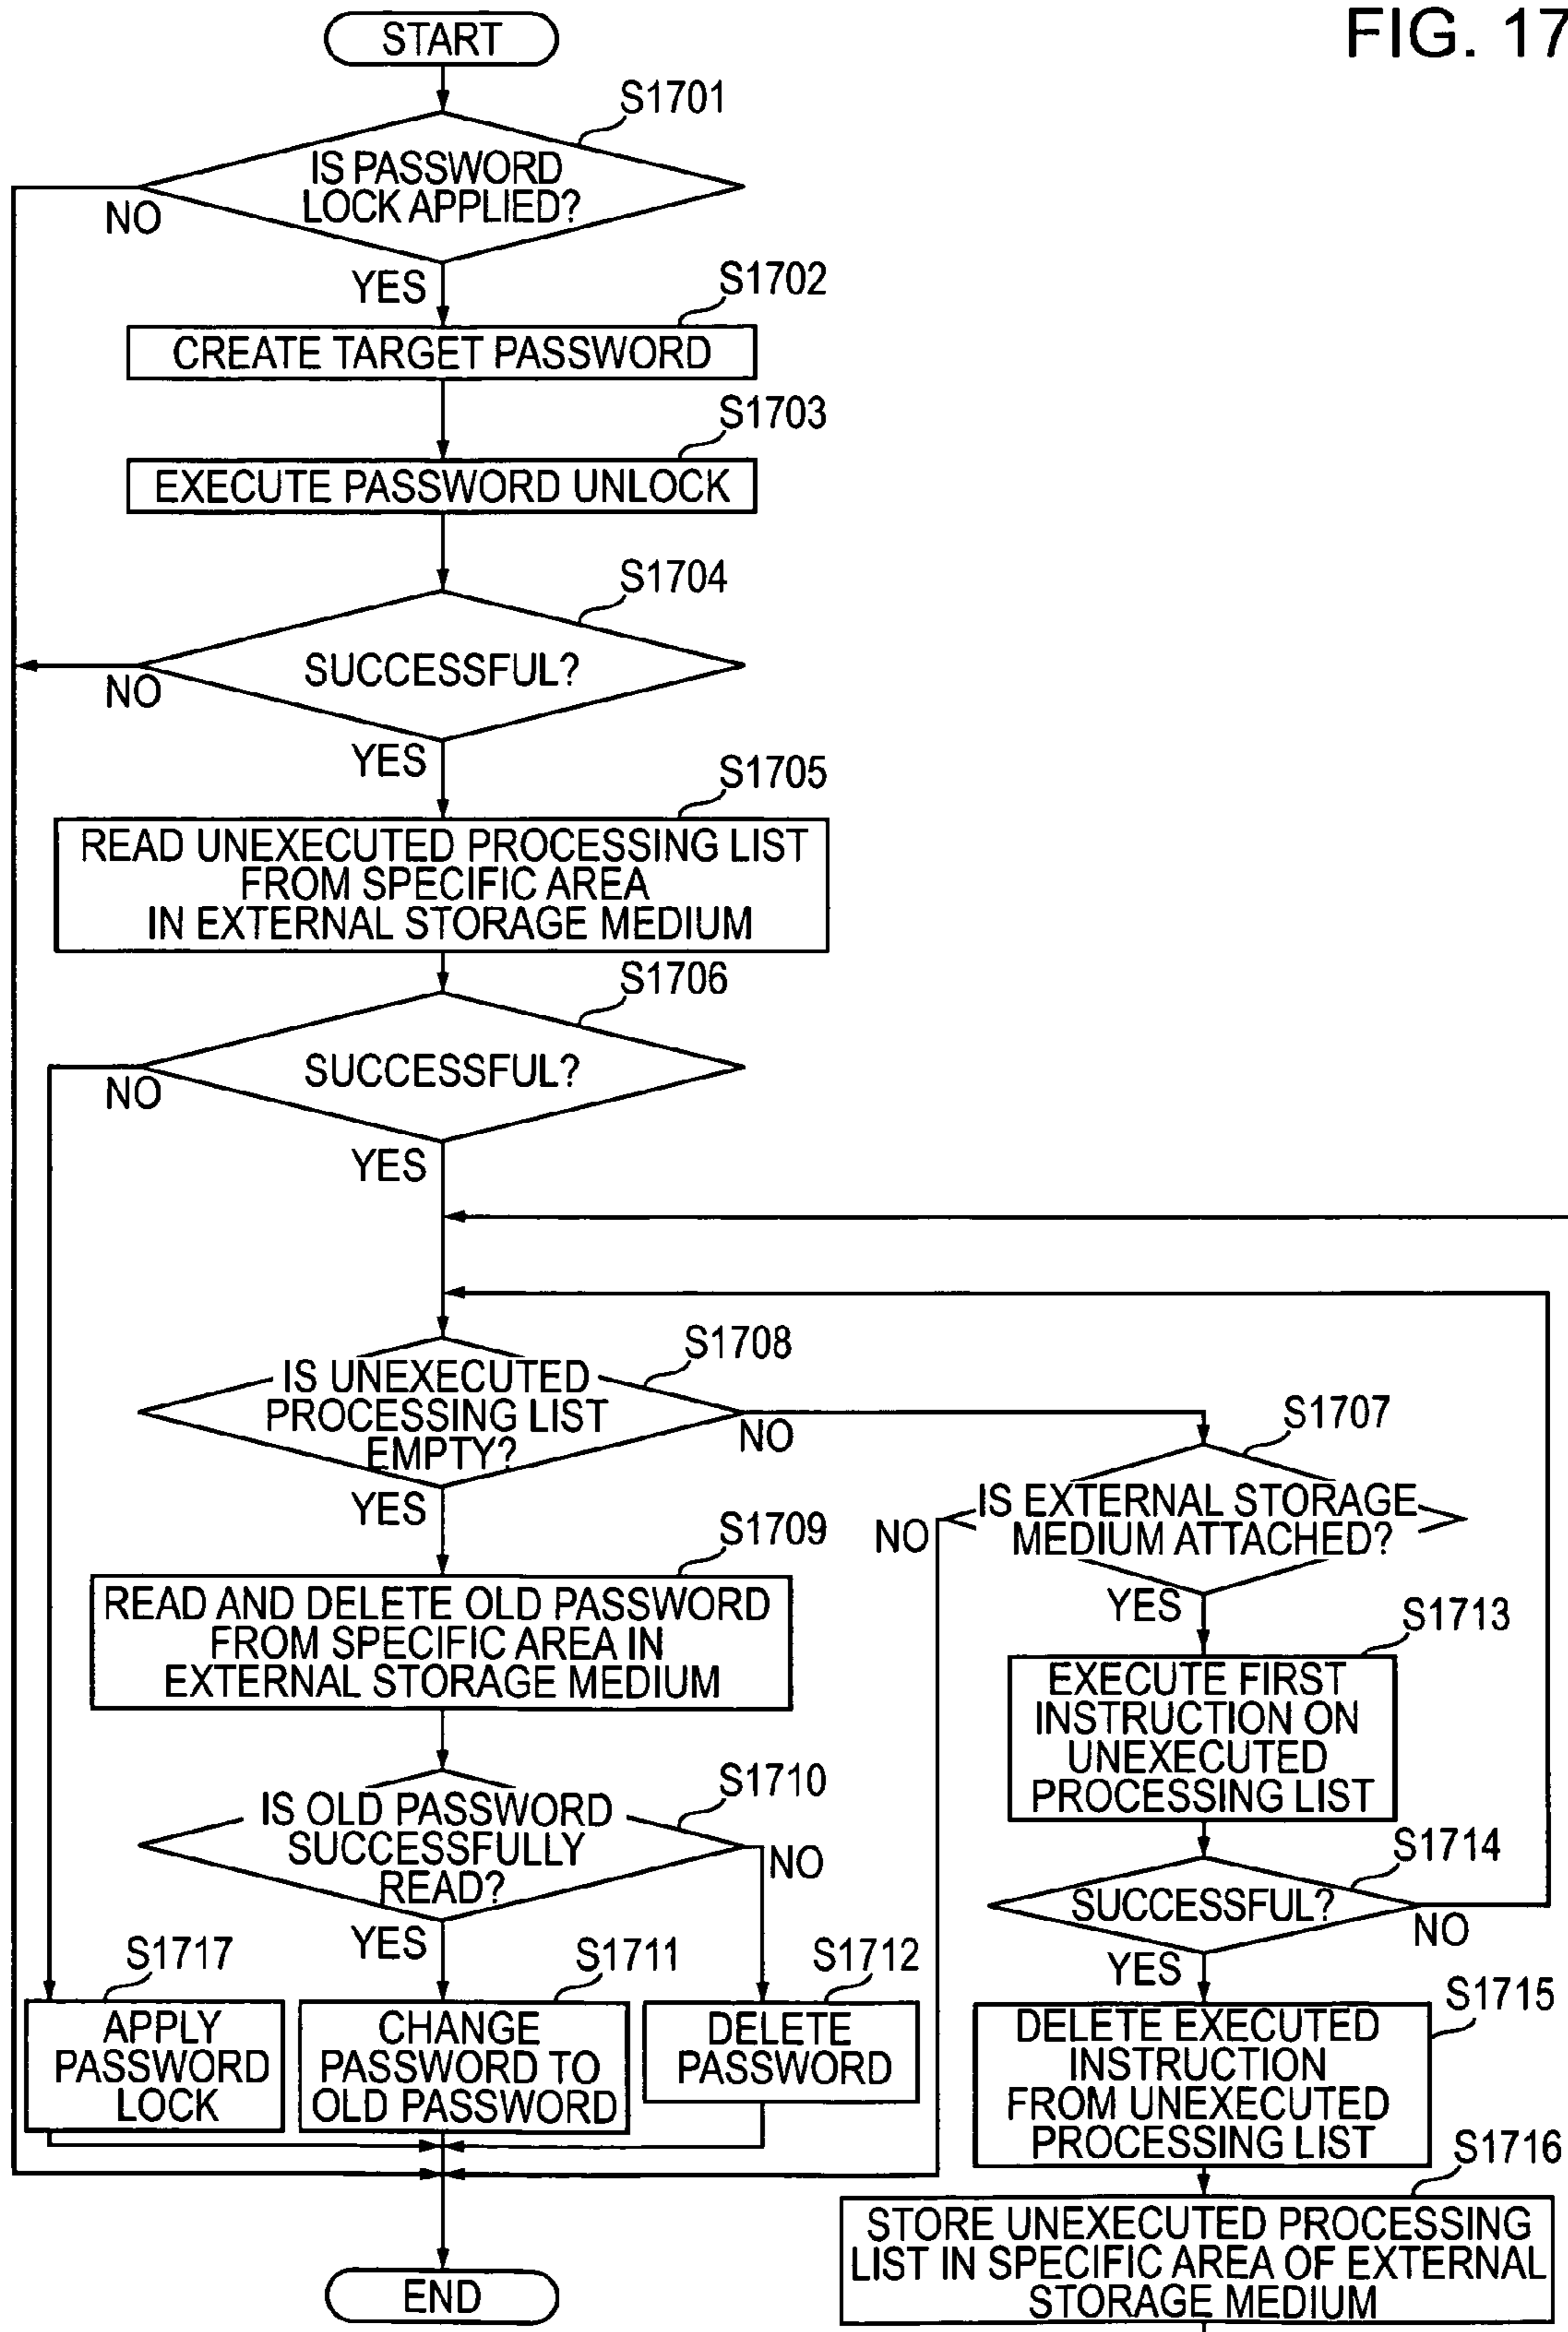 FIG. 17
START
S1701
IS PASSWORD
LOCK APPLIED?
NO
YES
S1702
CREATE TARGET PASSWORD
S1703
EXECUTE PASSWORD UNLOCK
S1704
SUCCESSFUL?
NO
YES
S1705
READ UNEXECUTED PROCESSING LIST
FROM SPECIFIC AREA
IN EXTERNAL STORAGE MEDIUM
S1706
SUCCESSFUL?
NO
YES
S1708
IS UNEXECUTED
PROCESSING LIST
EMPTY?
NO
YES
S1709
READ AND DELETE OLD PASSWORD
FROM SPECIFIC AREA IN
EXTERNAL STORAGE MEDIUM
S1710
IS OLD PASSWORD
SUCCESSFULLY
READ?
NO
YES
S1717
APPLY
PASSWORD
LOCK
S1711
CHANGE
PASSWORD TO
OLD PASSWORD
S1712
DELETE
PASSWORD
END
S1707
IS EXTERNAL STORAGE
MEDIUM ATTACHED?
NO
YES
S1713
EXECUTE FIRST
INSTRUCTION ON
UNEXECUTED
PROCESSING LIST
S1714
SUCCESSFUL?
NO
YES
S1715
DELETE EXECUTED
INSTRUCTION
FROM UNEXECUTED
PROCESSING LIST
S1716
STORE UNEXECUTED PROCESSING
LIST IN SPECIFIC AREA OF EXTERNAL
STORAGE MEDIUM